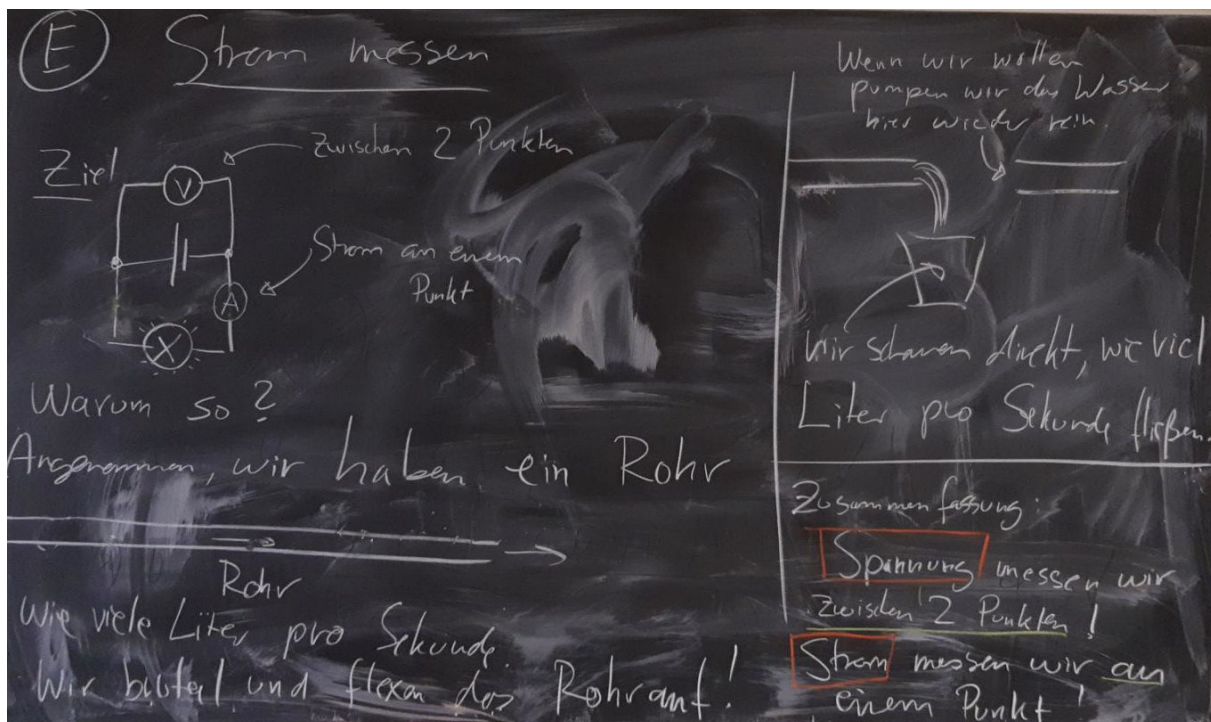 E Strom messen
Ziel
V
zwischen 2 Punkten
Strom an einem
Punkt
A
Warum so?
Angenommen, wir haben ein Rohr
Rohr
Wie viele Liter pro Sekunde.
Wir und flexen das Rohr auf!
Wenn wir wollen
pumpen wir das Wasser
hier wieder rein.
Wir schauen direkt, wie viel
Liter pro Sekunde fließen.
Zusammenfassung:
Spannung messen wir
zwischen 2 Punkten!
Strom messen wir an
einem Punkt!